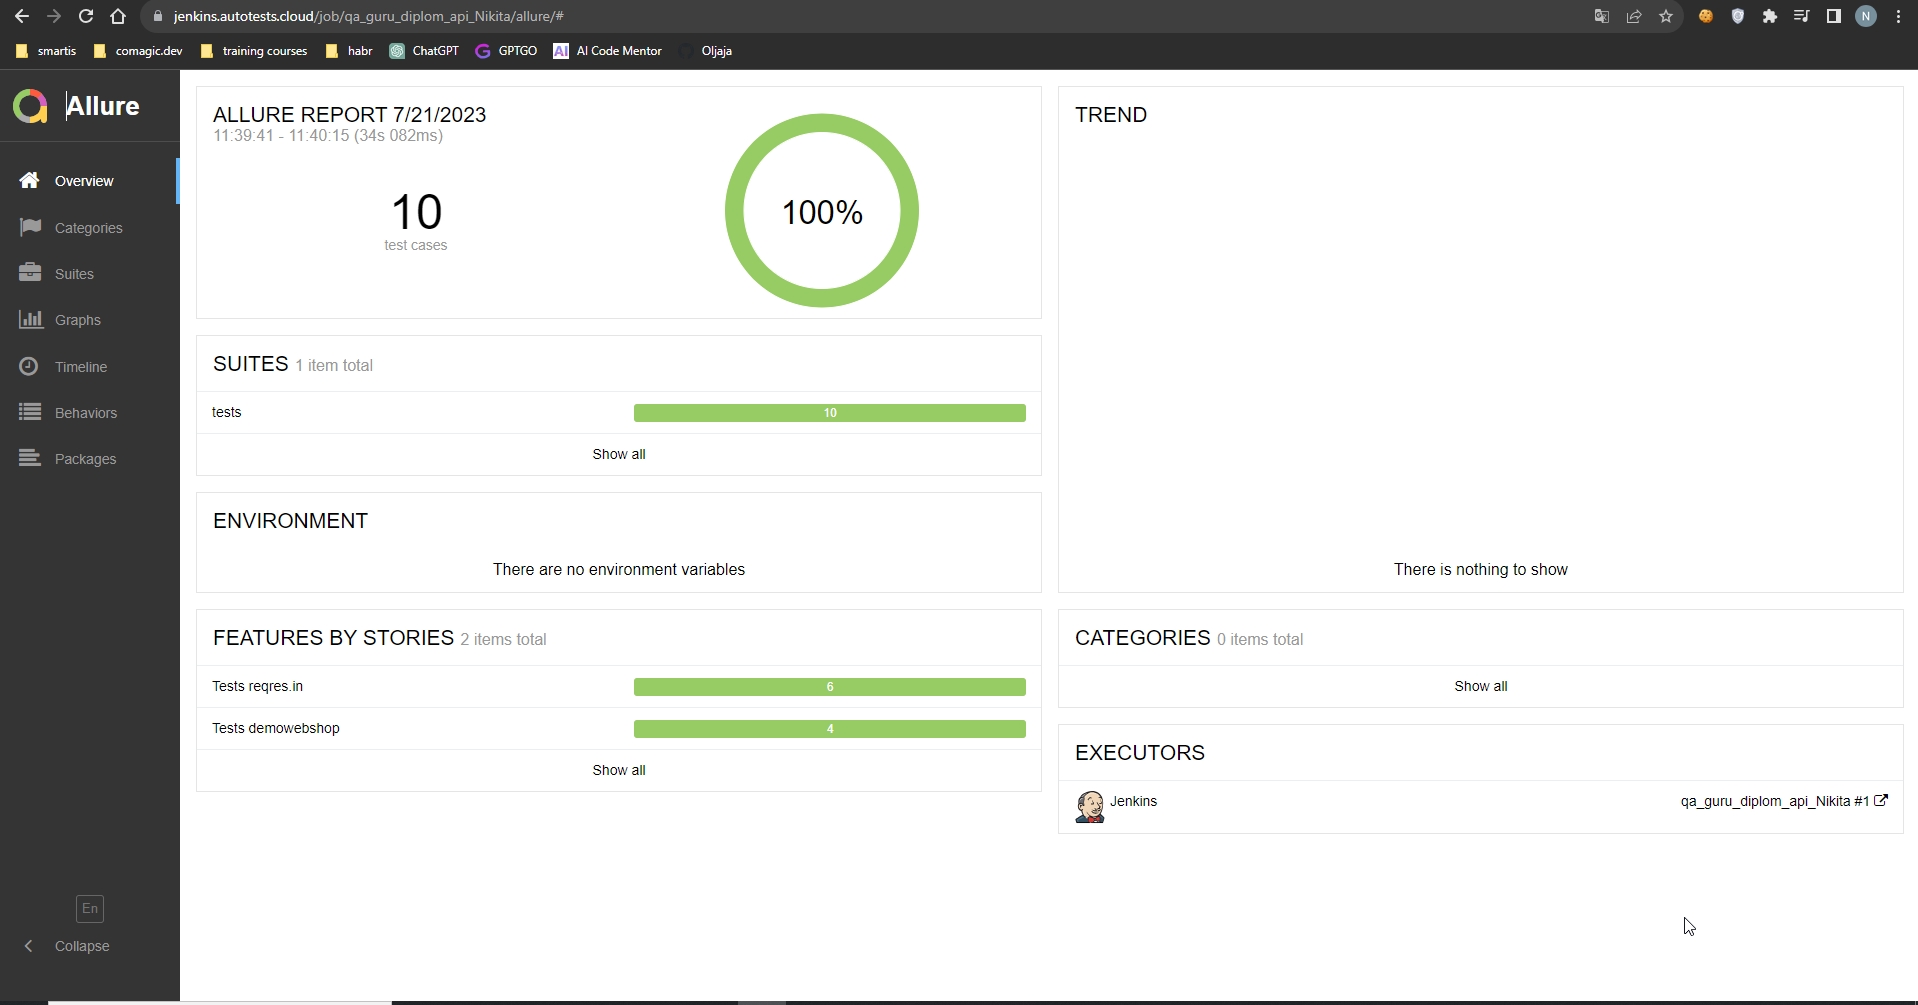 jenkins.autotests.cloud/job/qa_guru_diplom_api_Nikita/allure/#
N
smartis
comagic.dev
training courses
habr
ChatGPT
GPTGO
AI AI Code Mentor
Oljaja
Allure
Overview
Categories
Suites
Graphs
Timeline
Behaviors
Packages
En
Collapse
ALLURE REPORT 7/21/2023
11:39:41 - 11:40:15 (34s 082ms)
10
test cases
100%
SUITES 1 item total
tests 10
Show all
ENVIRONMENT
There are no environment variables
FEATURES BY STORIES 2 items total
Tests reqres.in 6
Tests demowebshop 4
Show all
TREND
There is nothing to show
CATEGORIES 0 items total
Show all
EXECUTORS
Jenkins qa_guru_diplom_api_Nikita #1